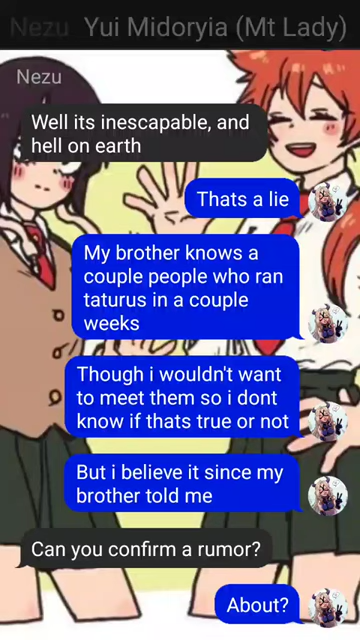 Nezu Yui Midoryia (Mt Lady)
Nezu
Well its inescapable, and
hell on earth
Thats a lie
My brother knows a
couple people who ran
taturus in a couple
weeks
Though i wouldn't want
to meet them so i dont
know if thats true or not
But i believe it since my
brother told me
Can you confirm a rumor?
About?